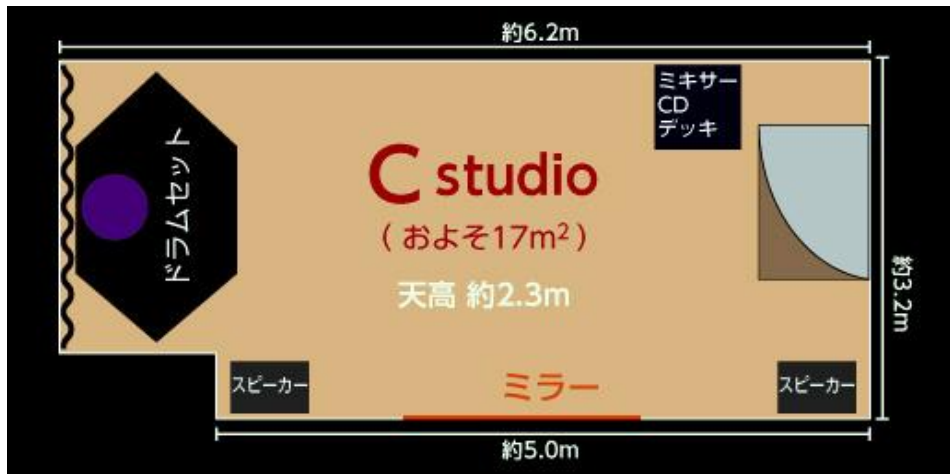 約6.2m
ミキサー
CD
デッキ
ドラムセット
C studio
(およそ17m²)
天高 約2.3m
約3.2m
スピーカー
ミラー
スピーカー
約5.0m